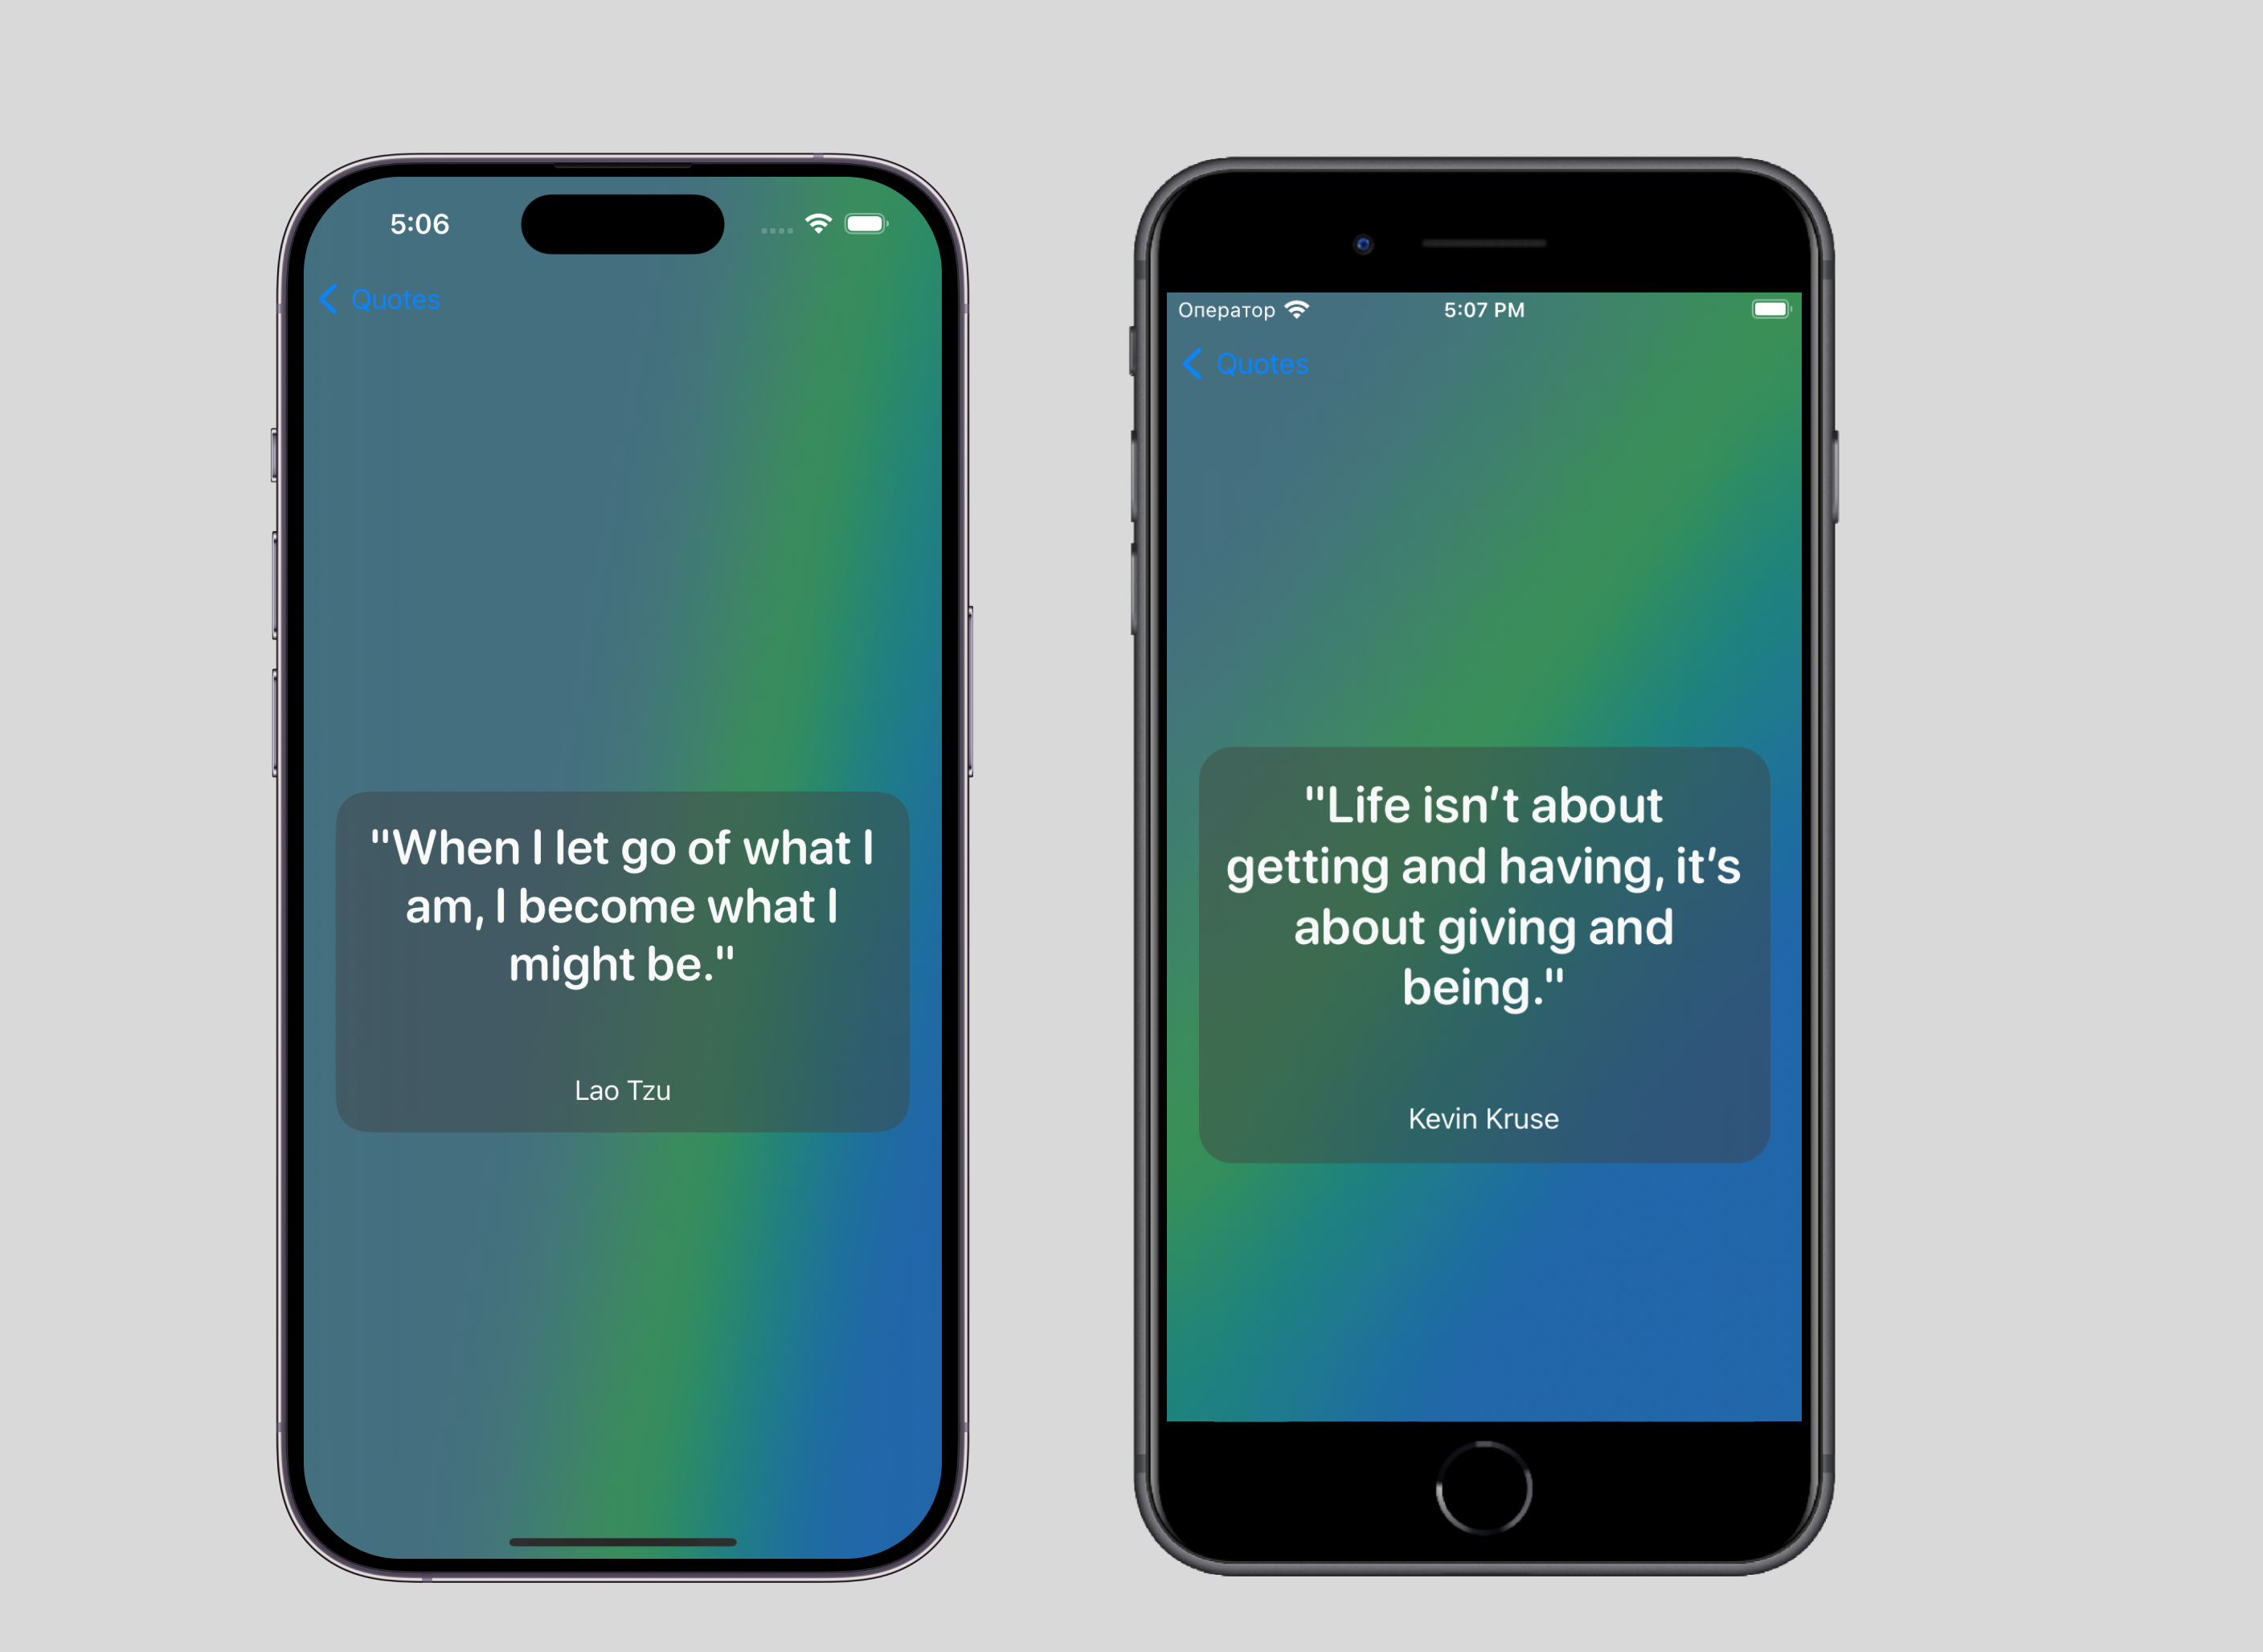 5:06
Quotes
"When I let go of what I
am, I become what I
might be."
Lao Tzu
Оператор 5:07 PM
Quotes
"Life isn’t about
getting and having, it’s
about giving and
being."
Kevin Kruse